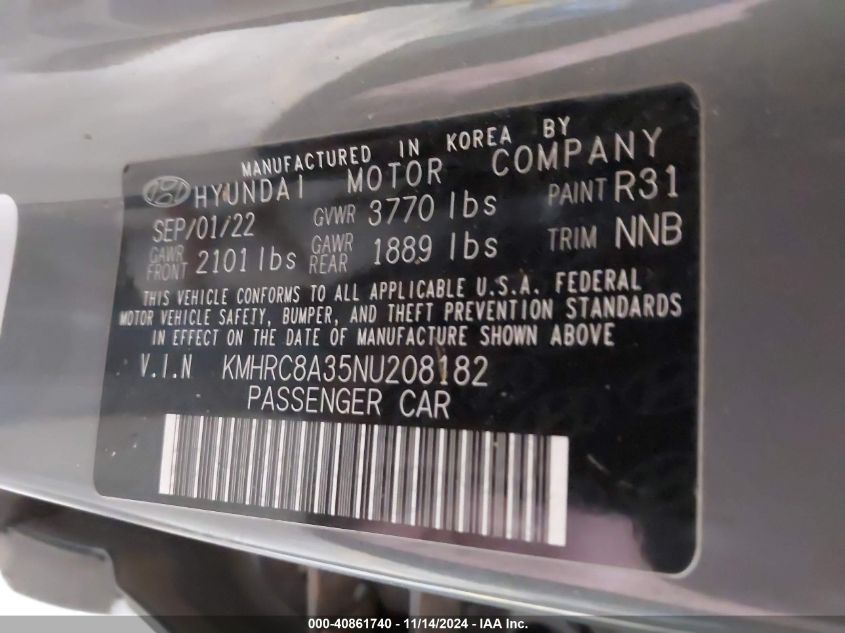 MANUFACTURED IN KOREA BY
HYUNDAI MOTOR COMPANY
SEP/01/22 GVWR 3770 lbs PAINT R31
GAWR FRONT 2101 lbs GAWR REAR 1889 lbs TRIM NNB
THIS VEHICLE CONFORMS TO ALL APPLICABLE U.S.A. FEDERAL
MOTOR VEHICLE SAFETY, BUMPER, AND THEFT PREVENTION STANDARDS
IN EFFECT ON THE DATE OF MANUFACTURE SHOWN ABOVE
V.I.N KMHRC8A35NU208182
PASSENGER CAR
000-40861740 - 11/14/2024 - IAA Inc.